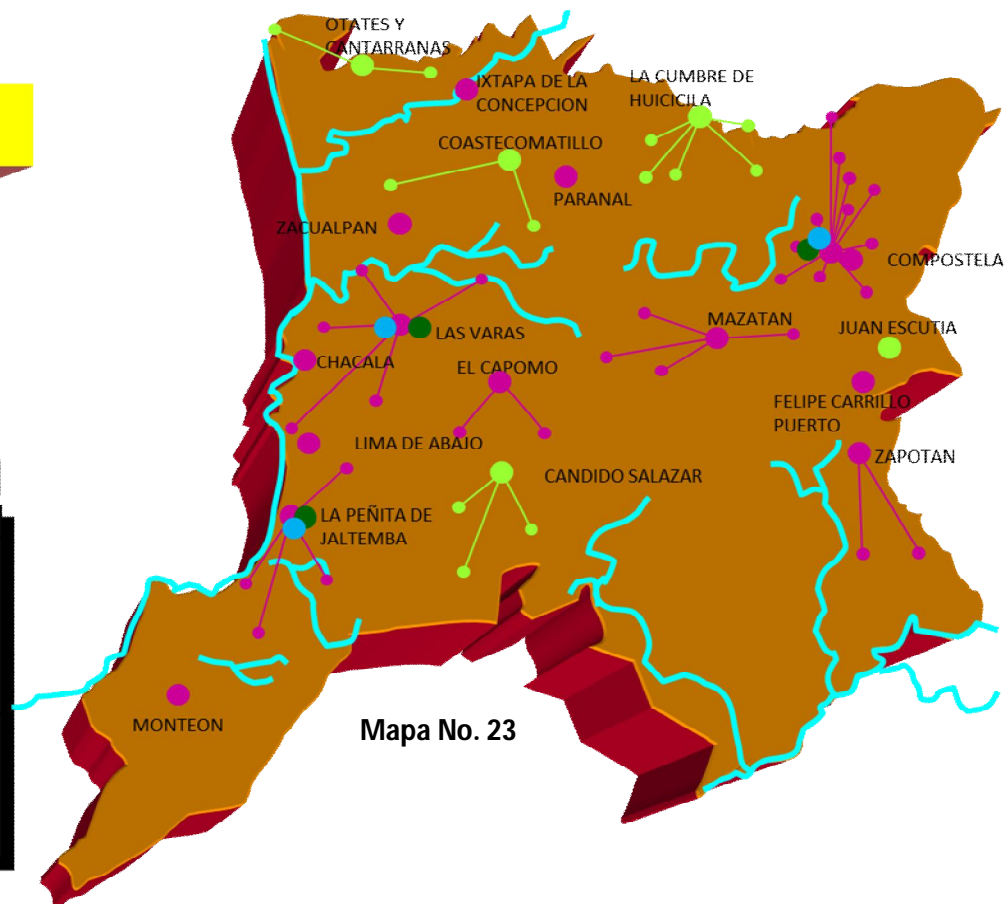 OTATES Y
CANTARRANAS
IXTAPA DE LA
CONCEPCION
LA CUMBRE DE
HUICICILA
COASTECOMATILLO
PARANAL
ZACUALPAN
COMPOSTELA
LAS VARAS
MAZATAN
JUAN ESCUTIA
CHACALA
EL CAPOMO
FELIPE CARRILLO
PUERTO
LIMA DE ABAJO
ZAPOTAN
CANDIDO SALAZAR
LA PEÑITA DE
JALTEMBA
MONTEON
Mapa No. 23